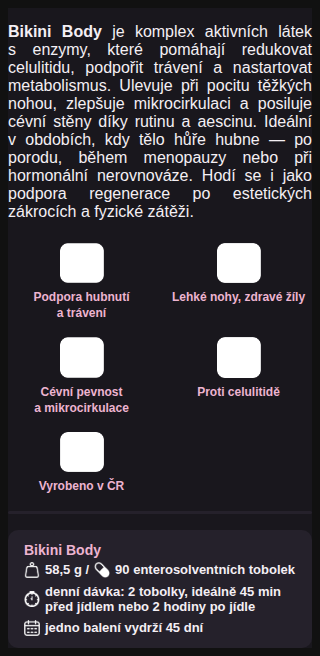 Bikini Body je komplex aktivních látek
s enzymy, které pomáhají redukovat
celulitidu, podpořit trávení a nastartovat
metabolismus. Ulevuje při pocitu těžkých
nohou, zlepšuje mikrocirkulaci a posiluje
cévní stěny díky rutinu a aescinu. Ideální
v obdobích, kdy tělo hůře hubne — po
porodu, během menopauzy nebo při
hormonální nerovnováze. Hodí se i jako
podpora regenerace po estetických
zákrocích a fyzické zátěži.
Podpora hubnutí
a trávení
Lehké nohy, zdravé žíly
Cévní pevnost
a mikrocirkulace
Proti celulitidě
Vyrobeno v ČR
Bikini Body
58,5 g / 90 enterosolventních tobolek
denní dávka: 2 tobolky, ideálně 45 min
před jídlem nebo 2 hodiny po jídle
jedno balení vydrží 45 dní